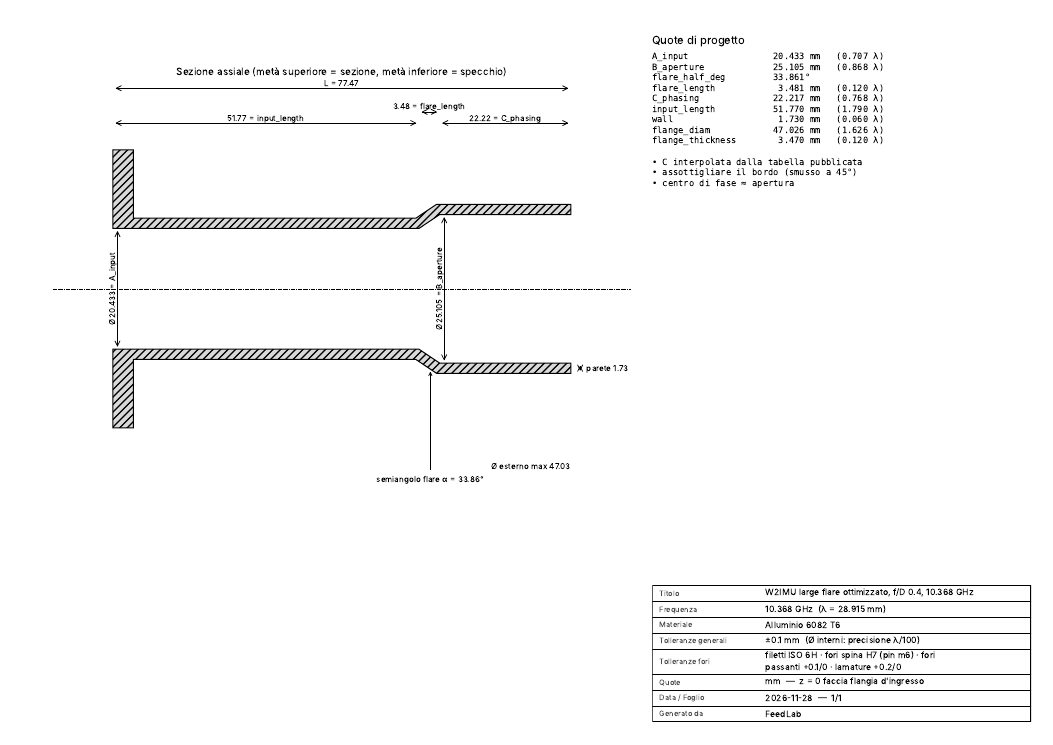 Sezione assiale (metà superiore = sezione, metà inferiore = specchio)
L = 77.47
3.48 = flare_length
51.77 = input_length
22.22 = C_phasing
Ø 20.433 = A_input
Ø 25.105 = B_aperture
parete 1.73
Ø esterno max 47.03
semiangolo flare α = 33.86°
Quote di progetto
A_input 20.433 mm (0.707 λ)
B_aperture 25.105 mm (0.868 λ)
flare_half_deg 33.861°
flare_length 3.481 mm (0.120 λ)
C_phasing 22.217 mm (0.768 λ)
input_length 51.770 mm (1.790 λ)
wall 1.730 mm (0.060 λ)
flange_diam 47.026 mm (1.626 λ)
flange_thickness 3.470 mm (0.120 λ)
• C interpolata dalla tabella pubblicata
• assottigliare il bordo (smusso a 45°)
• centro di fase ≈ apertura
Titolo W2IMU large flare ottimizzato, f/D 0.4, 10.368 GHz
Frequenza 10.368 GHz (λ = 28.915 mm)
Materiale Alluminio 6082 T6
Tolleranze generali ±0.1 mm (Ø interni: precisione λ/100)
Tolleranze fori filetti ISO 6H · fori spina H7 (pin m6) · fori
passanti +0.1/0 · lamature +0.2/0
Quote mm — z = 0 faccia flangia d'ingresso
Data / Foglio 2026-11-28 — 1/1
Generato da FeedLab